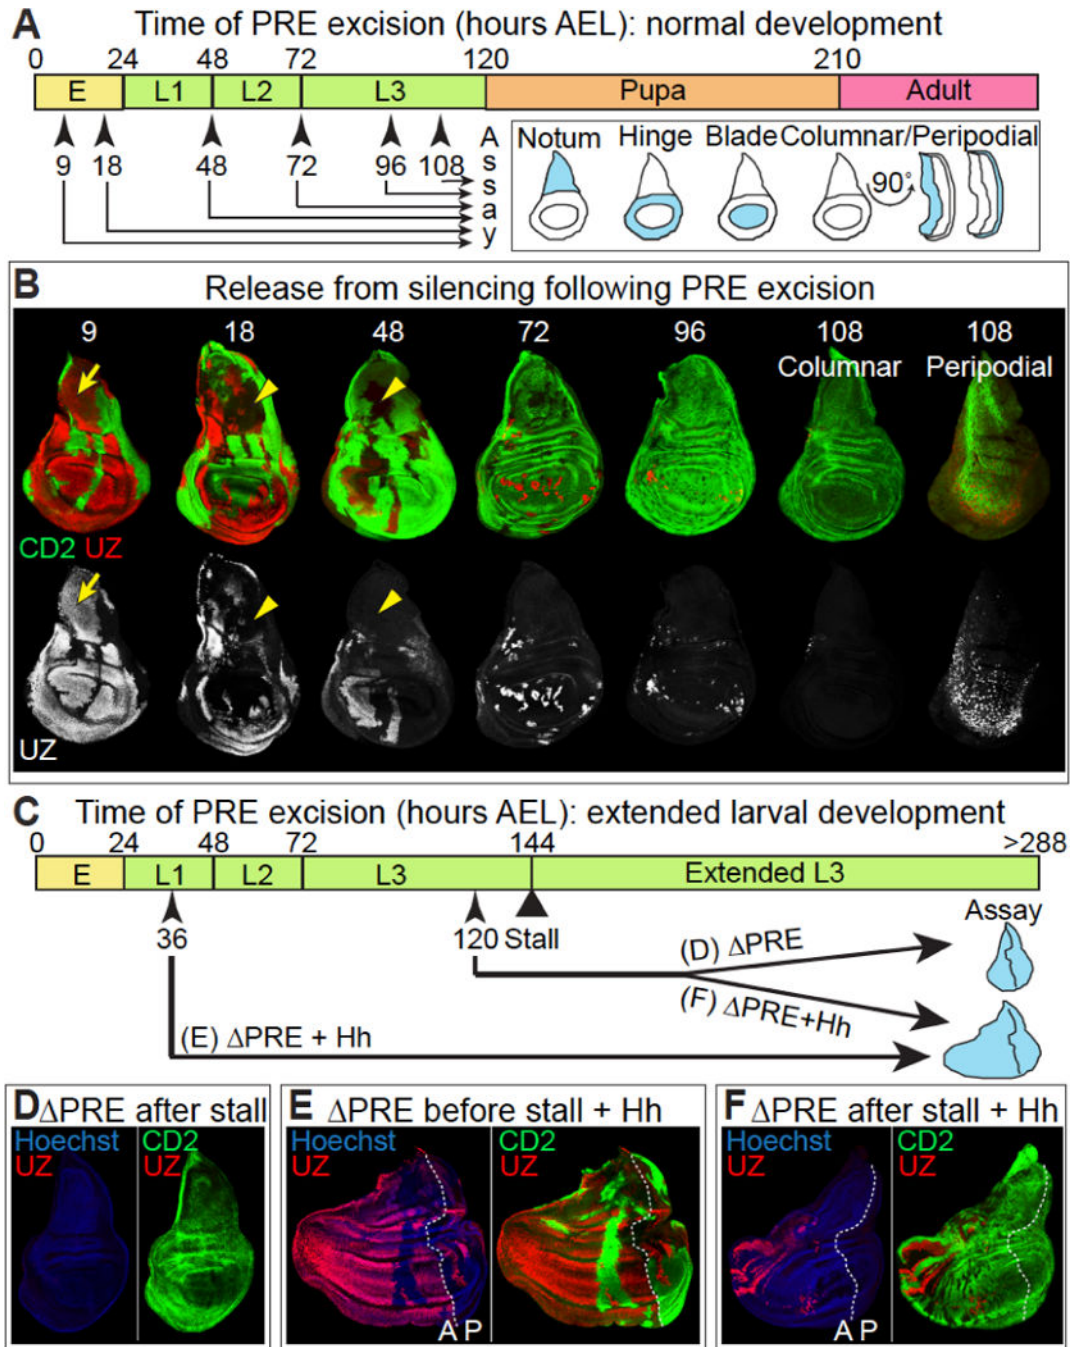 A Time of PRE excision (hours AEL): normal development
0 24 48 72 120 210
E L1 L2 L3 Pupa Adult
9 18 48 72 96 108
Assay
Notum Hinge Blade Columnar/Peripodial
90°
B Release from silencing following PRE excision
9 18 48 72 96 108 108
Columnar Peripodial
CD2 UZ
UZ
C Time of PRE excision (hours AEL): extended larval development
0 24 48 72 144 >288
E L1 L2 L3 Extended L3
36 120 Stall
Assay
(D) ΔPRE
(F) ΔPRE+Hh
(E) ΔPRE + Hh
D ΔPRE after stall
Hoechst CD2
UZ UZ
E ΔPRE before stall + Hh
Hoechst CD2
UZ UZ
A P
F ΔPRE after stall + Hh
Hoechst CD2
UZ UZ
A P